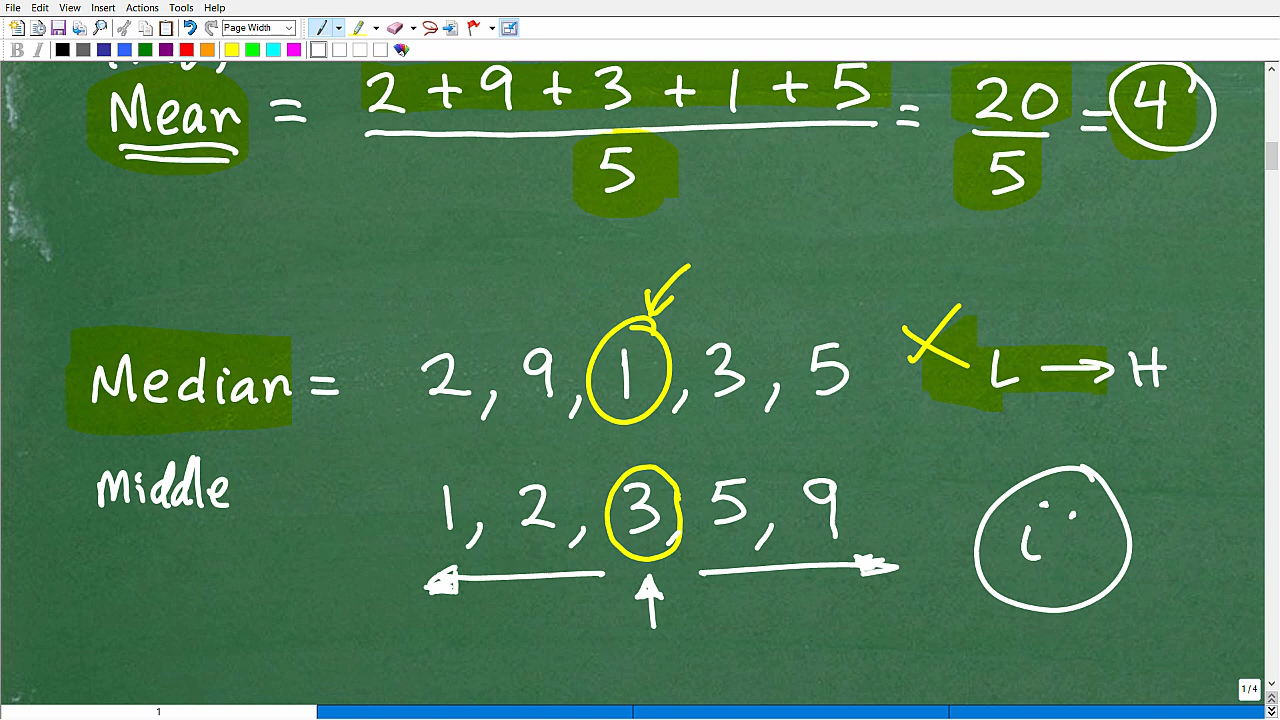 File Edit View Insert Actions Tools Help
Page Width
B I
Mean = 2 + 9 + 3 + 1 + 5 / 5 = 20 / 5 = 4
Median = 2, 9, 1, 3, 5 L → H
Middle 1, 2, 3, 5, 9
1/4
1